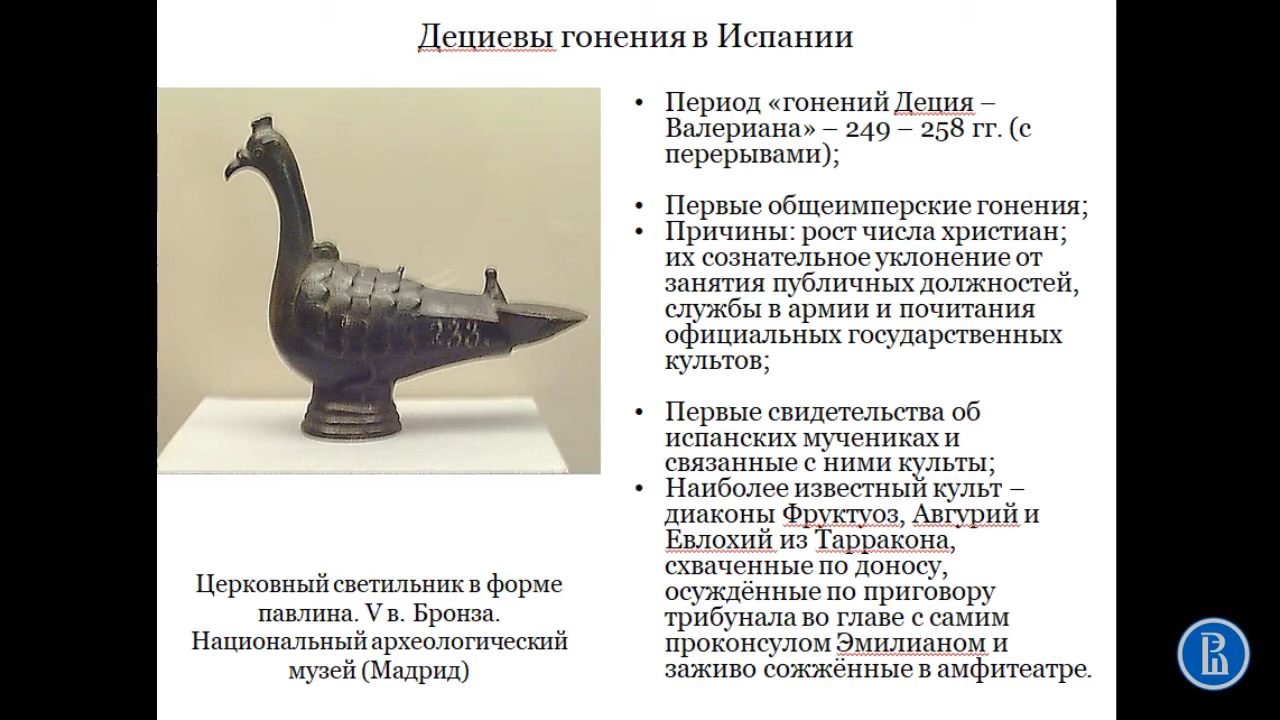 Дециевы гонения в Испании
• Период «гонений Деция –
Валериана» – 249 – 258 гг. (с
перерывами);
• Первые общеимперские гонения;
• Причины: рост числа христиан;
их сознательное уклонение от
занятия публичных должностей,
службы в армии и почитания
официальных государственных
культов;
• Первые свидетельства об
испанских мучениках и
связанные с ними культы;
• Наиболее известный культ –
диаконы Фруктуоз, Авгурий и
Евлохий из Тарракона,
схваченные по доносу,
осуждённые по приговору
трибунала во главе с самим
проконсулом Эмилианом и
заживо сожжённые в амфитеатре.
Церковный светильник в форме
павлина. V в. Бронза.
Национальный археологический
музей (Мадрид)